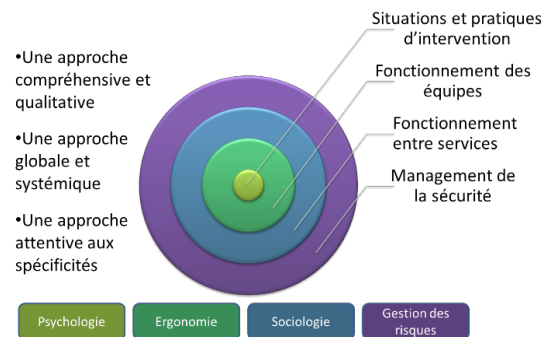 •Une approche
compréhensive et
qualitative
•Une approche
globale et
systémique
•Une approche
attentive aux
spécificités
Situations et pratiques
d’intervention
Fonctionnement des
équipes
Fonctionnement
entre services
Management de
la sécurité
Psychologie
Ergonomie
Sociologie
Gestion des
risques